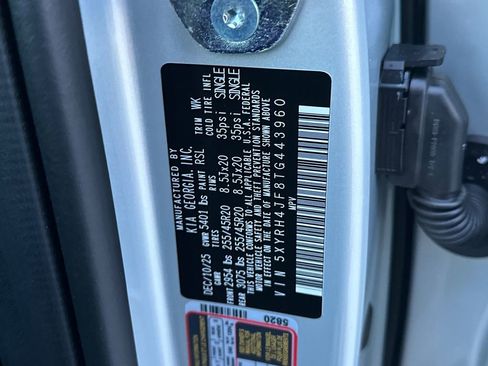 MANUFACTURED BY
KIA GEORGIA, INC.
DEC/10/25 GVWR 5401 lbs PAINT RSL TRIM WK
GAWR TIRES RIMS COLD TIRE INFL
FRONT 2954 lbs 255/45R20 8.5Jx20 35psi SINGLE
REAR 3075 lbs 255/45R20 8.5Jx20 35psi SINGLE
THIS VEHICLE CONFORMS TO ALL APPLICABLE U.S.A. FEDERAL
MOTOR VEHICLE SAFETY AND THEFT PREVENTION STANDARDS
IN EFFECT ON THE DATE OF MANUFACTURE SHOWN ABOVE.
VIN 5XYRH4JF8TG443960
MPV
5820